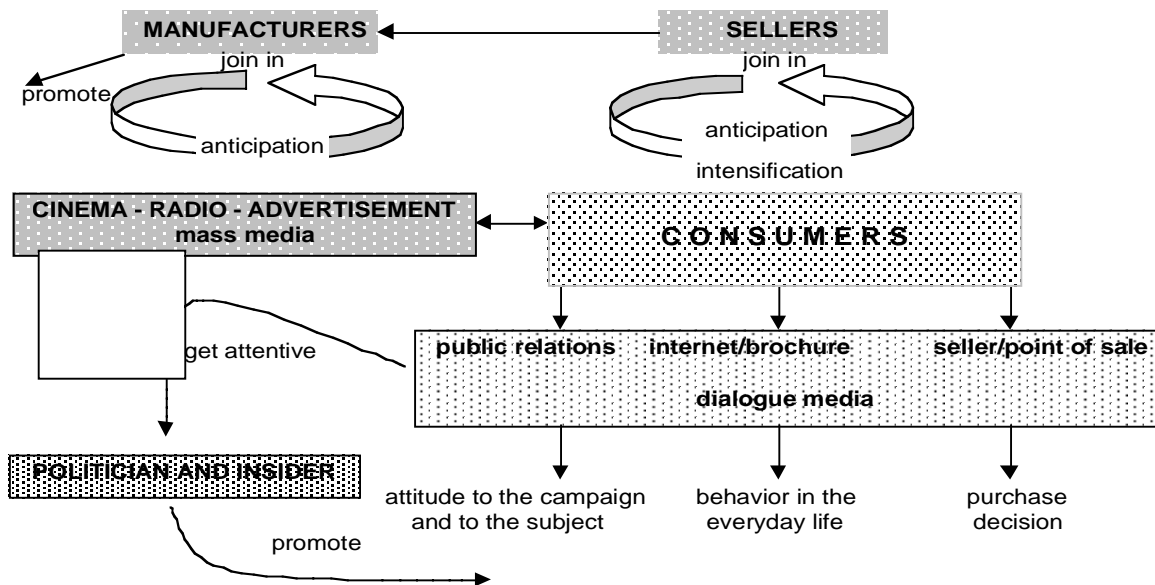 MANUFACTURERS
SELLERS
join in
join in
promote
anticipation
anticipation
intensification
CINEMA - RADIO - ADVERTISEMENT
mass media
CONSUMERS
get attentive
public relations
internet/brochure
seller/point of sale
dialogue media
POLITICIAN AND INSIDER
attitude to the campaign
and to the subject
behavior in the
everyday life
purchase
decision
promote